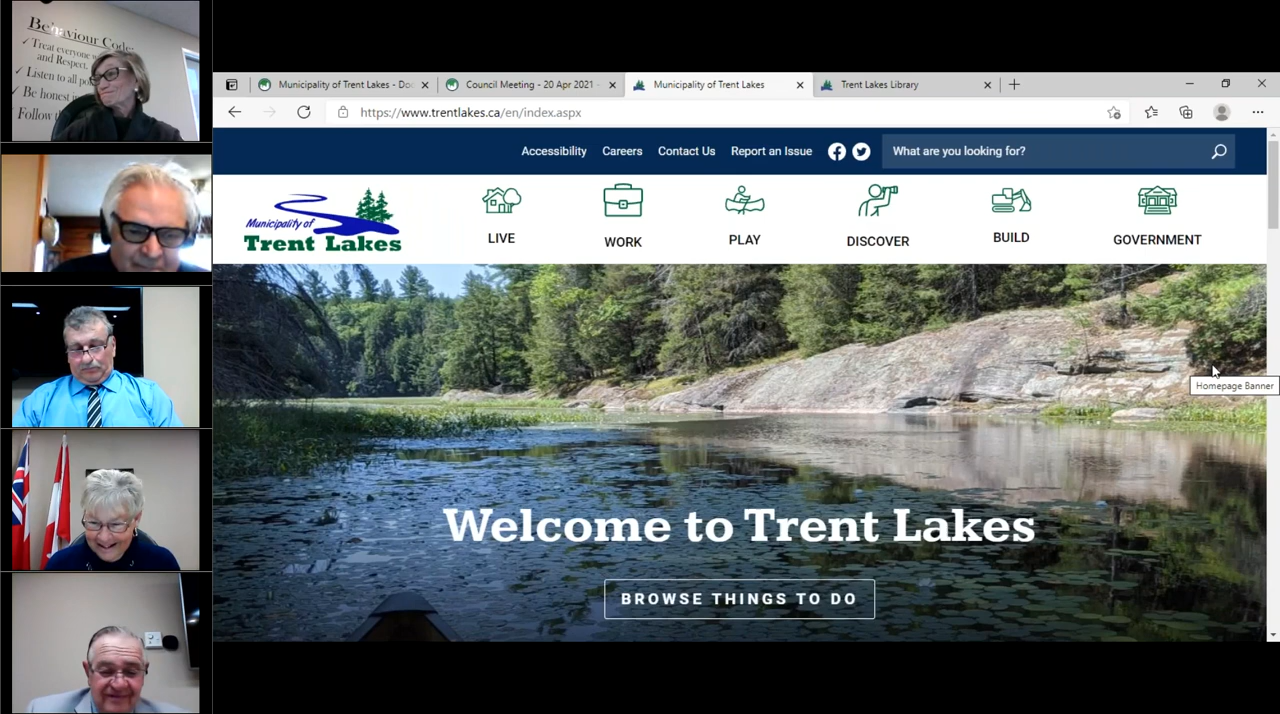 Behaviour Code
✓ Treat everyone
and Respect.
✓ Listen to all
✓ Be honest
Follow
Municipality of Trent Lakes - Doc
Council Meeting - 20 Apr 2021 -
Municipality of Trent Lakes
Trent Lakes Library
https://www.trentlakes.ca/en/index.aspx
Accessibility Careers Contact Us Report an Issue What are you looking for?
Municipality of
Trent Lakes
LIVE WORK PLAY DISCOVER BUILD GOVERNMENT
Homepage Banner
Welcome to Trent Lakes
BROWSE THINGS TO DO